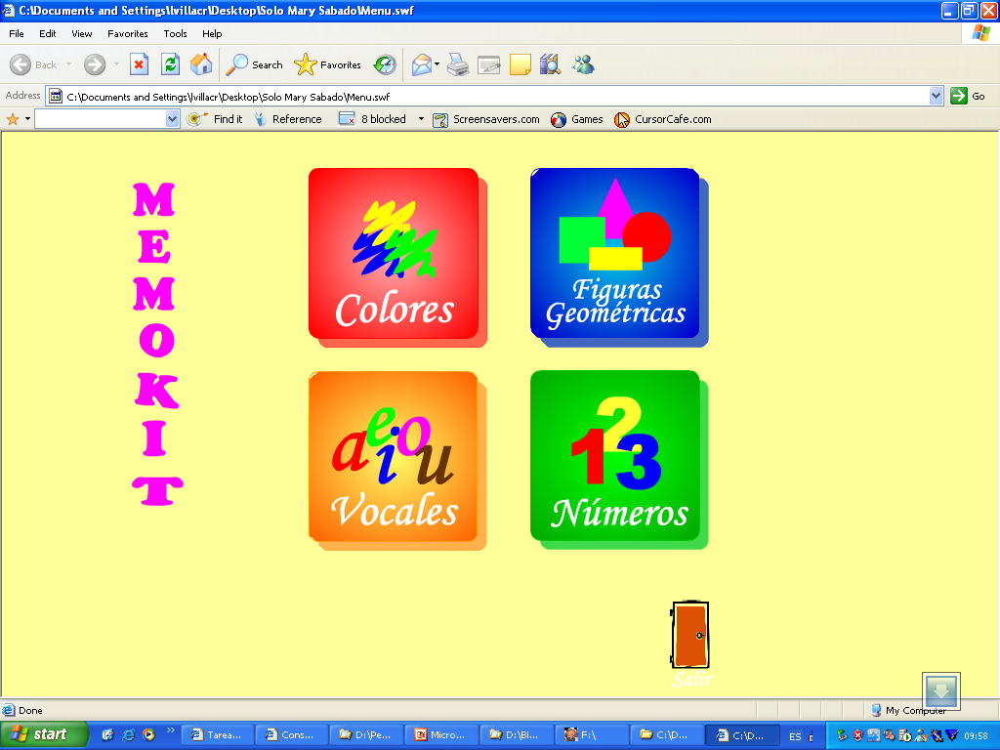 C:\Documents and Settings\lvillacr\Desktop\Solo Mary Sabado\Menu.swf
File Edit View Favorites Tools Help
Back Search Favorites
Address C:\Documents and Settings\lvillacr\Desktop\Solo Mary Sabado\Menu.swf Go
Find it Reference 8 blocked Screensavers.com Games CursorCafe.com
MEMOKIT
Colores
Figuras
Geométricas
a e i o u
Vocales
1 2 3
Números
Salir
Done My Computer
start Tarea... Cons... D:\Pe... Micro... D:\Bi... F:\ C:\D... C:\D... ES 09:58